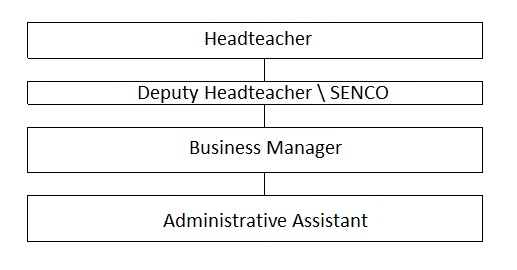 Headteacher
Deputy Headteacher \ SENCO
Business Manager
Administrative Assistant